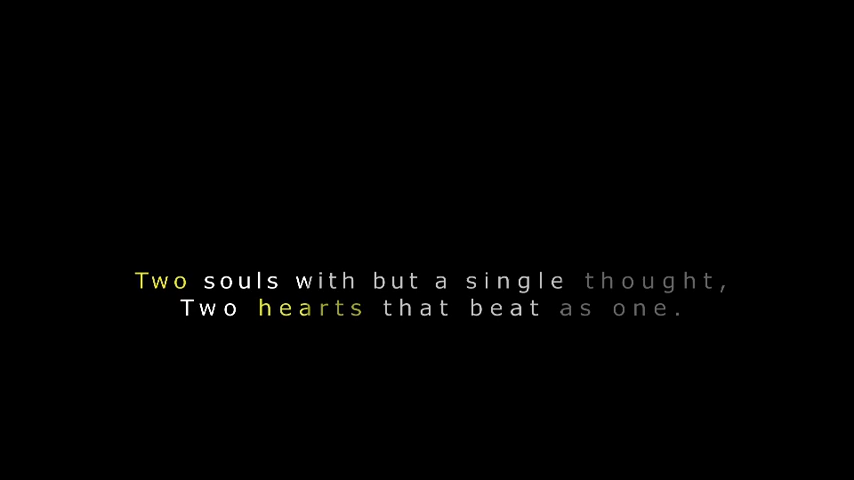 Two souls with but a single thought,
Two hearts that beat as one.